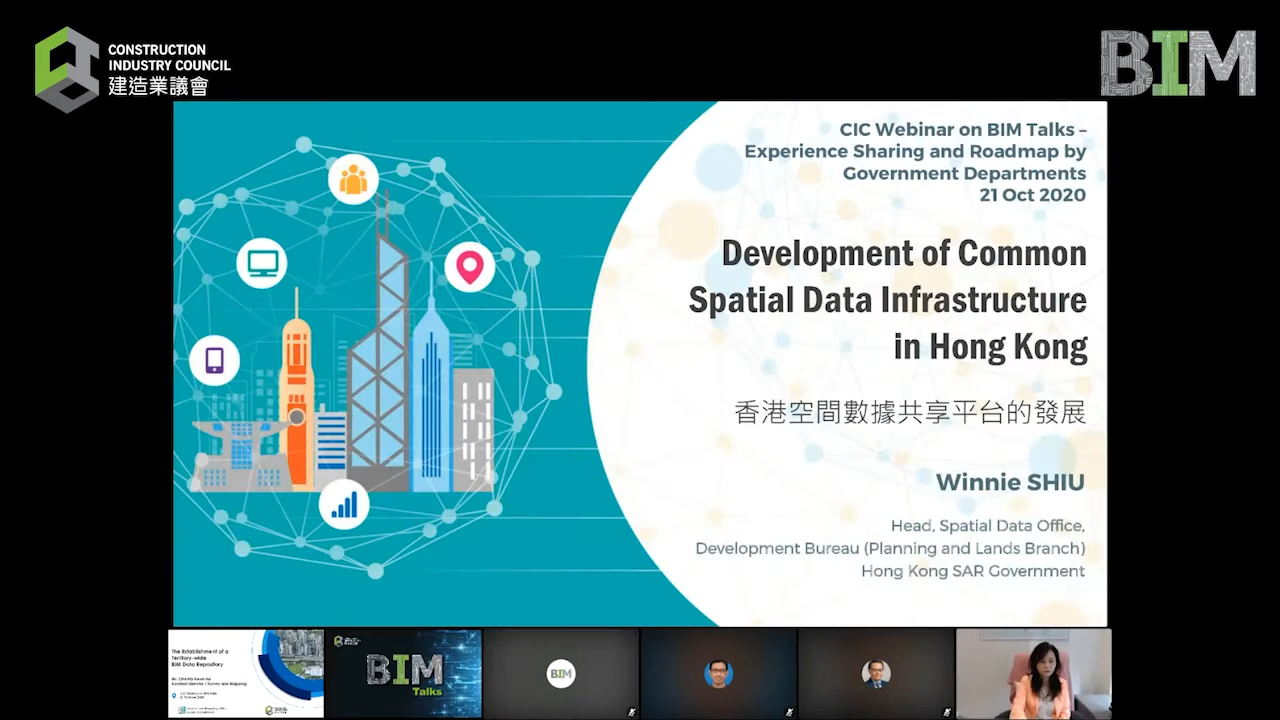 CONSTRUCTION
INDUSTRY COUNCIL
建造業議會
BIM
CIC Webinar on BIM Talks –
Experience Sharing and Roadmap by
Government Departments
21 Oct 2020
Development of Common
Spatial Data Infrastructure
in Hong Kong
香港空間數據共享平台的發展
Winnie SHIU
Head, Spatial Data Office,
Development Bureau (Planning and Lands Branch)
Hong Kong SAR Government
The Establishment of a
Territory-wide
BIM Data Repository
BIM
Talks
BIM